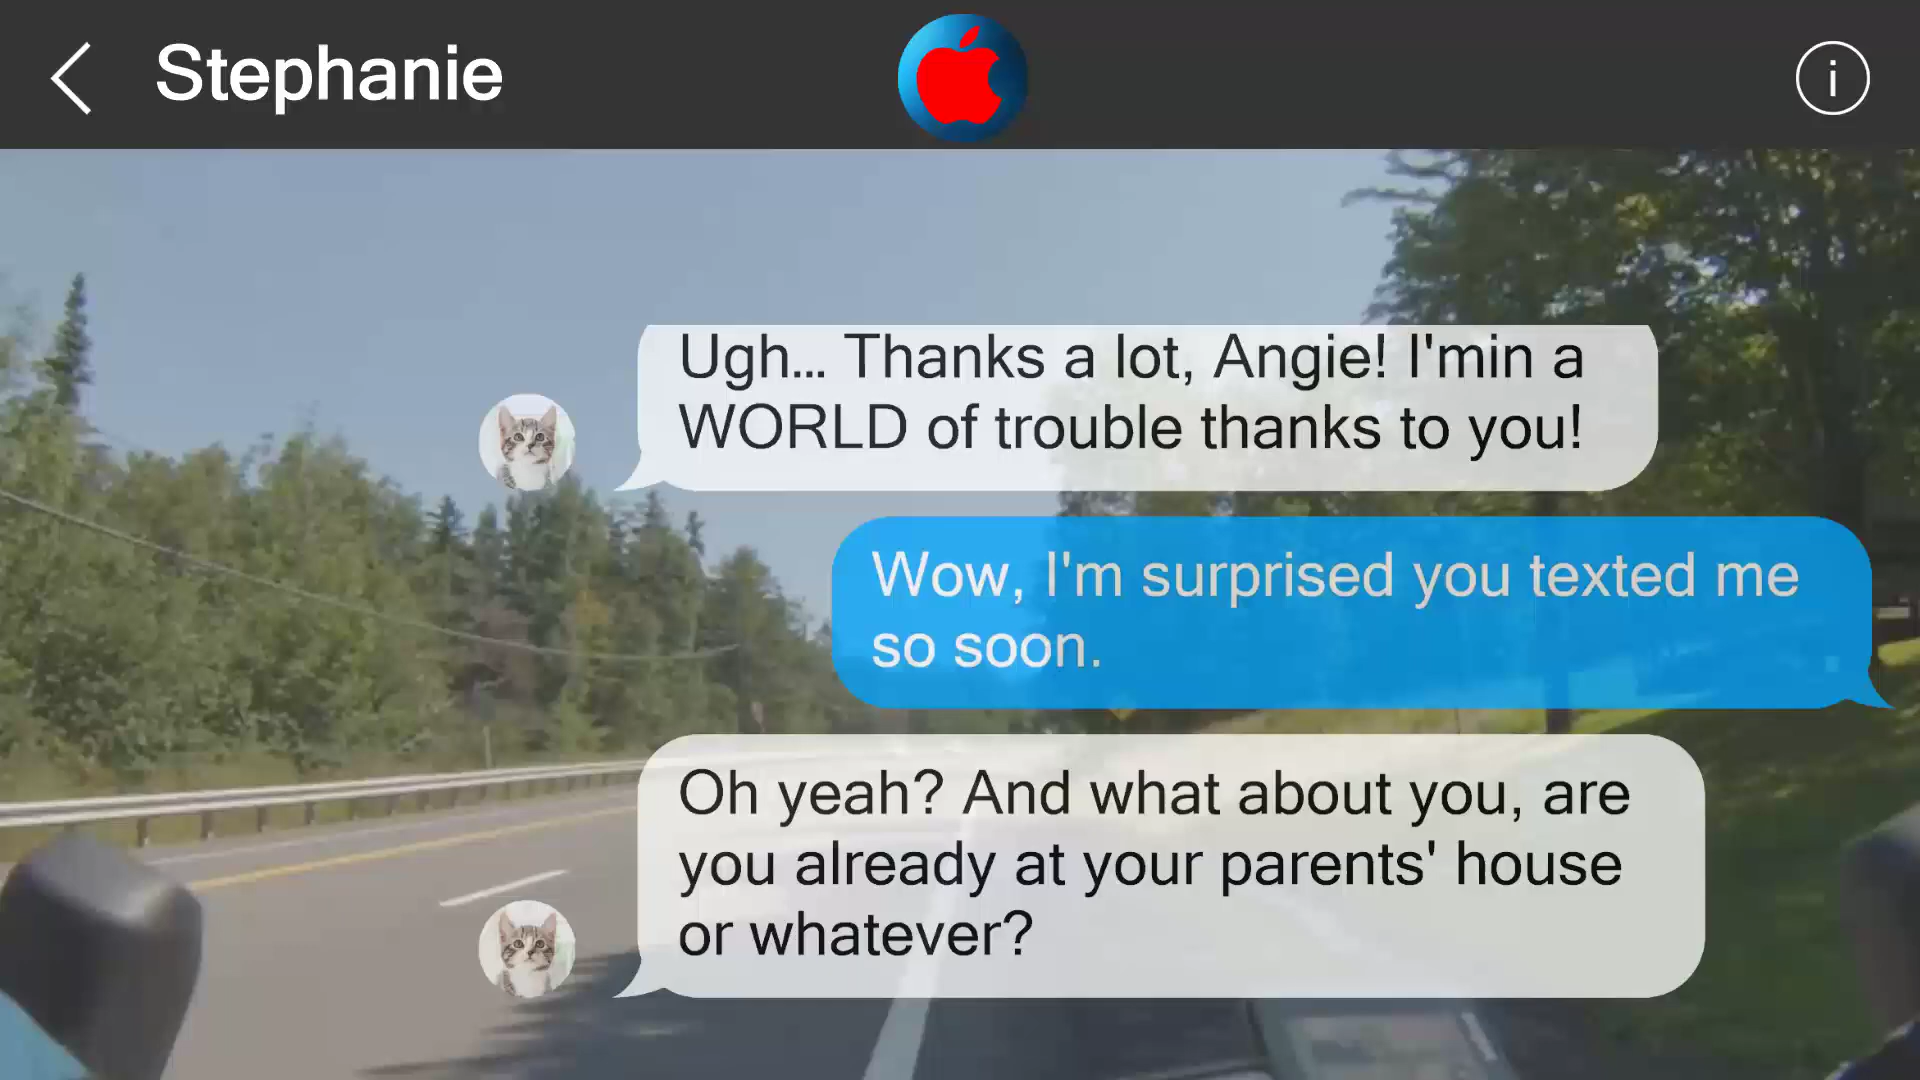 Stephanie
i
Ugh... Thanks a lot, Angie! I'min a
WORLD of trouble thanks to you!
Wow, I'm surprised you texted me
so soon.
Oh yeah? And what about you, are
you already at your parents' house
or whatever?